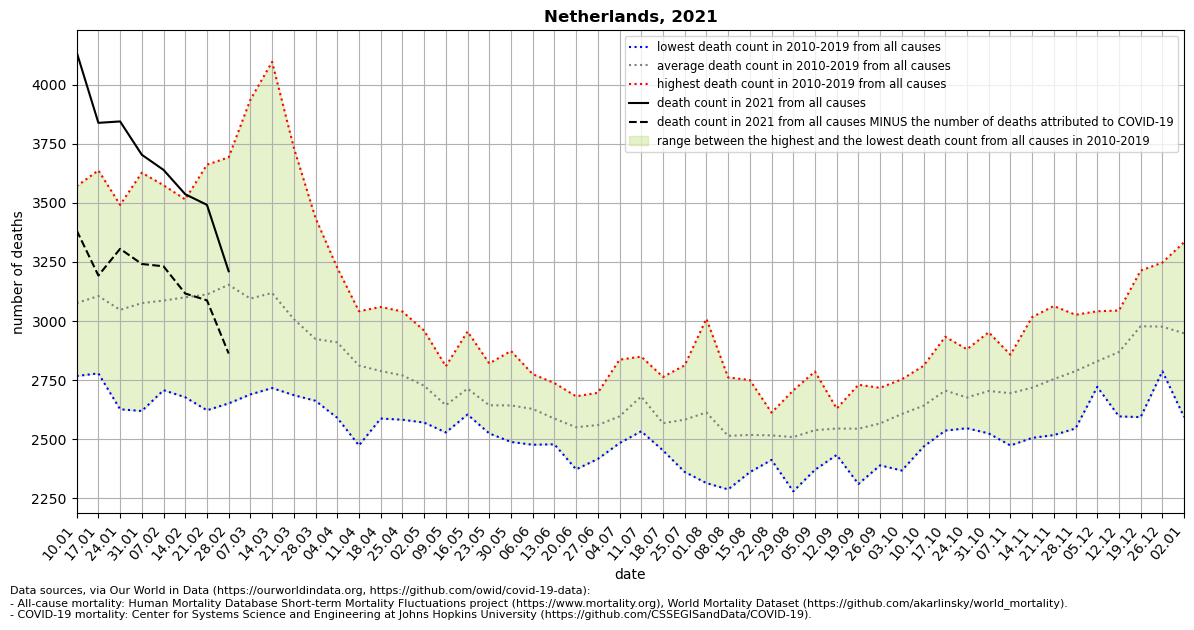 Netherlands, 2021
lowest death count in 2010-2019 from all causes
average death count in 2010-2019 from all causes
highest death count in 2010-2019 from all causes
death count in 2021 from all causes
death count in 2021 from all causes MINUS the number of deaths attributed to COVID-19
range between the highest and the lowest death count from all causes in 2010-2019
number of deaths
4000
3750
3500
3250
3000
2750
2500
2250
10.01 17.01 24.01 31.01 07.02 14.02 21.02 28.02 07.03 14.03 21.03 28.03 04.04 11.04 18.04 25.04 02.05 09.05 16.05 23.05 30.05 06.06 13.06 20.06 27.06 04.07 11.07 18.07 25.07 01.08 08.08 15.08 22.08 29.08 05.09 12.09 19.09 26.09 03.10 10.10 17.10 24.10 31.10 07.11 14.11 21.11 28.11 05.12 12.12 19.12 26.12 02.01
date
Data sources, via Our World in Data (https://ourworldindata.org, https://github.com/owid/covid-19-data):
- All-cause mortality: Human Mortality Database Short-term Mortality Fluctuations project (https://www.mortality.org), World Mortality Dataset (https://github.com/akarlinsky/world_mortality).
- COVID-19 mortality: Center for Systems Science and Engineering at Johns Hopkins University (https://github.com/CSSEGISandData/COVID-19).